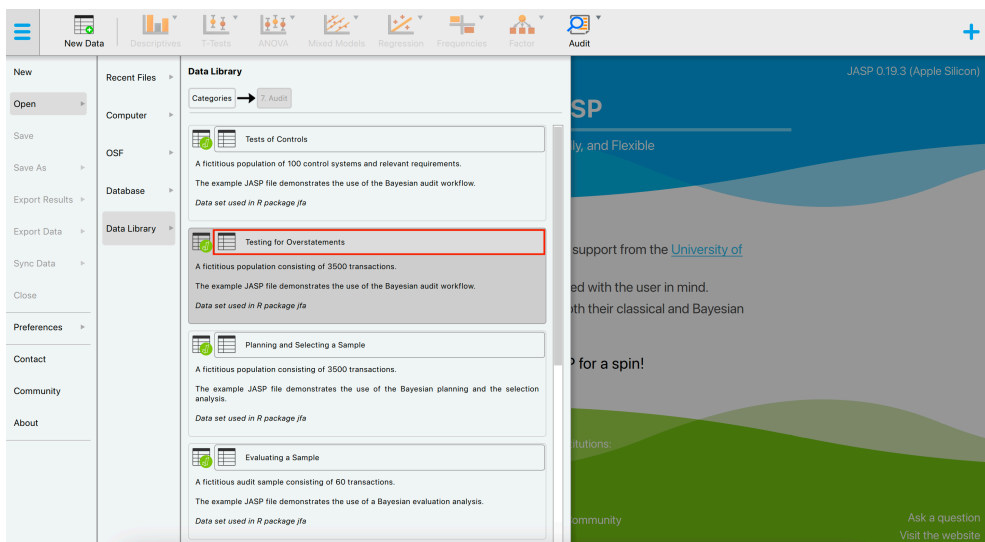 New Data
Descriptives
T-Tests
ANOVA
Mixed Models
Regression
Frequencies
Factor
Audit
New
Open
Save
Save As
Export Results
Export Data
Sync Data
Close
Preferences
Contact
Community
About
Recent Files
Computer
OSF
Database
Data Library
Data Library
Categories
7. Audit
Tests of Controls
A fictitious population of 100 control systems and relevant requirements.
The example JASP file demonstrates the use of the Bayesian audit workflow.
Data set used in R package jfa
Testing for Overstatements
A fictitious population consisting of 3500 transactions.
The example JASP file demonstrates the use of the Bayesian audit workflow.
Data set used in R package jfa
Planning and Selecting a Sample
A fictitious population consisting of 3500 transactions.
The example JASP file demonstrates the use of the Bayesian planning and the selection
analysis.
Data set used in R package jfa
Evaluating a Sample
A fictitious audit sample consisting of 60 transactions.
The example JASP file demonstrates the use of a Bayesian evaluation analysis.
Data set used in R package jfa
JASP 0.19.3 (Apple Silicon)
SP
ly, and Flexible
support from the University of
ed with the user in mind.
oth their classical and Bayesian
P for a spin!
titutions:
ommunity
Ask a question
Visit the website